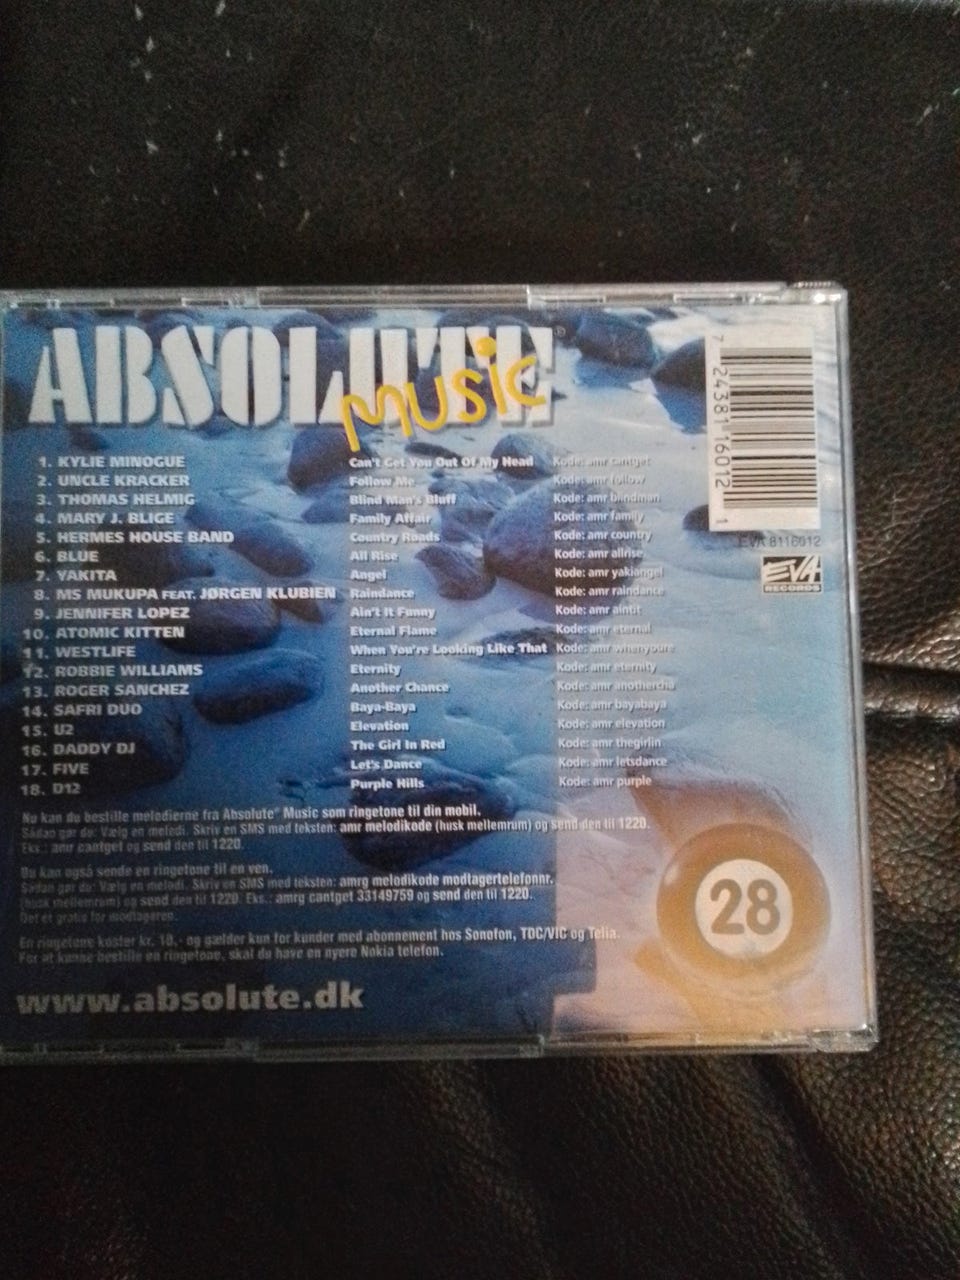 ABSOLUTE®
music
1. KYLIE MINOGUE Can't Get You Out Of My Head Kode: amr cantget
2. UNCLE KRACKER Follow Me Kode: amr follow
3. THOMAS HELMIG Blind Man's Bluff Kode: amr blindman
4. MARY J. BLIGE Family Affair Kode: amr family
5. HERMES HOUSE BAND Country Roads Kode: amr country
6. BLUE All Rise Kode: amr allrise
7. YAKITA Angel Kode: amr yakiangel
8. MS MUKUPA FEAT. JØRGEN KLUBIEN Raindance Kode: amr raindance
9. JENNIFER LOPEZ Ain't It Funny Kode: amr aintit
10. ATOMIC KITTEN Eternal Flame Kode: amr eternal
11. WESTLIFE When You're Looking Like That Kode: amr whenyoure
12. ROBBIE WILLIAMS Eternity Kode: amr eternity
13. ROGER SANCHEZ Another Chance Kode: amr anothercha
14. SAFRI DUO Baya-Baya Kode: amr bayabaya
15. U2 Elevation Kode: amr elevation
16. DADDY DJ The Girl In Red Kode: amr thegirlin
17. FIVE Let's Dance Kode: amr letsdance
18. D12 Purple Hills Kode: amr purple
Nu kan du bestille melodierne fra Absolute® Music som ringetone til din mobil.
Sådan gør du: Vælg en melodi. Skriv en SMS med teksten: amr melodikode (husk mellemrum) og send den til 1220.
Eks.: amr cantget og send den til 1220.
Du kan også sende en ringetone til en ven.
Sådan gør du: Vælg en melodi. Skriv en SMS med teksten: amrg melodikode modtagertelefonnr.
(husk mellemrum) og send den til 1220. Eks.: amrg cantget 33149759 og send den til 1220.
Det er gratis for modtageren.
En ringetone koster kr. 10,- og gælder kun for kunder med abonnement hos Sonofon, TDC/VIC og Telia.
For at kunne bestille en ringetone, skal du have en nyere Nokia telefon.
www.absolute.dk
7 24381 16012 1
EVA 8116012
EVA
RECORDS
28